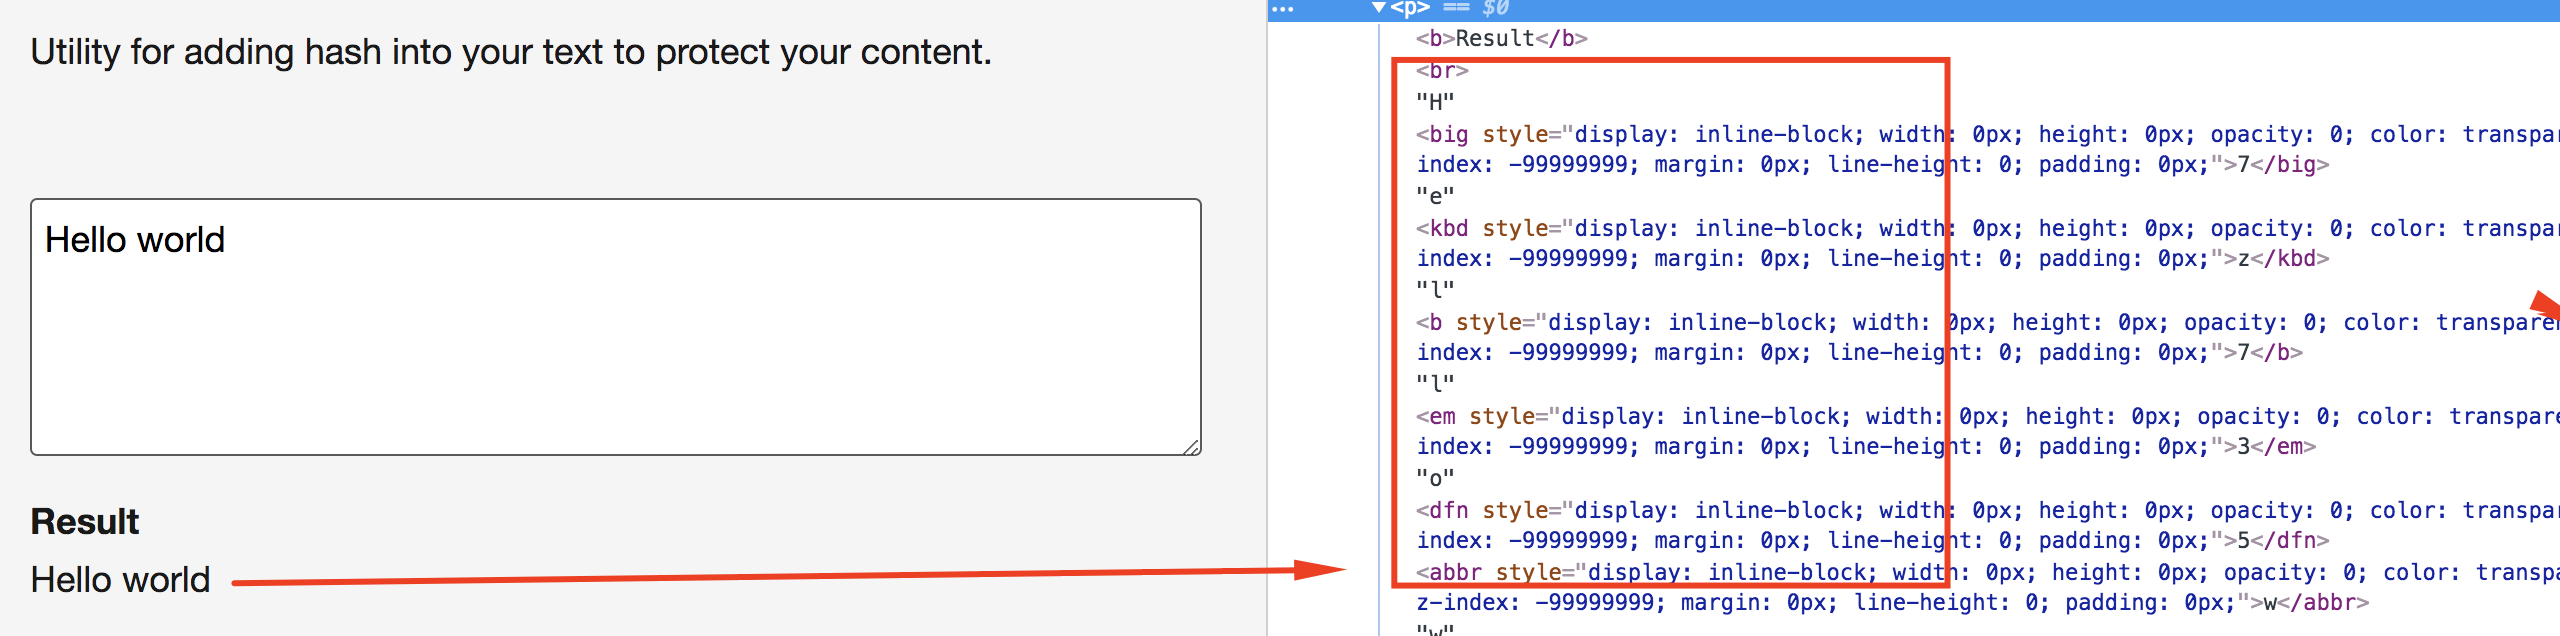 Utility for adding hash into your text to protect your content.
Hello world
Result
Hello world
... ▼<p> == $0
<b>Result</b>
<br>
"H"
<big style="display: inline-block; width: 0px; height: 0px; opacity: 0; color: transpa
index: -99999999; margin: 0px; line-height: 0; padding: 0px;">7</big>
"e"
<kbd style="display: inline-block; width: 0px; height: 0px; opacity: 0; color: transpa
index: -99999999; margin: 0px; line-height: 0; padding: 0px;">z</kbd>
"l"
<b style="display: inline-block; width: 0px; height: 0px; opacity: 0; color: transpare
index: -99999999; margin: 0px; line-height: 0; padding: 0px;">7</b>
"l"
<em style="display: inline-block; width: 0px; height: 0px; opacity: 0; color: transpare
index: -99999999; margin: 0px; line-height: 0; padding: 0px;">3</em>
"o"
<dfn style="display: inline-block; width: 0px; height: 0px; opacity: 0; color: transpa
index: -99999999; margin: 0px; line-height: 0; padding: 0px;">5</dfn>
<abbr style="display: inline-block; width: 0px; height: 0px; opacity: 0; color: transpa
z-index: -99999999; margin: 0px; line-height: 0; padding: 0px;">w</abbr>
"w"